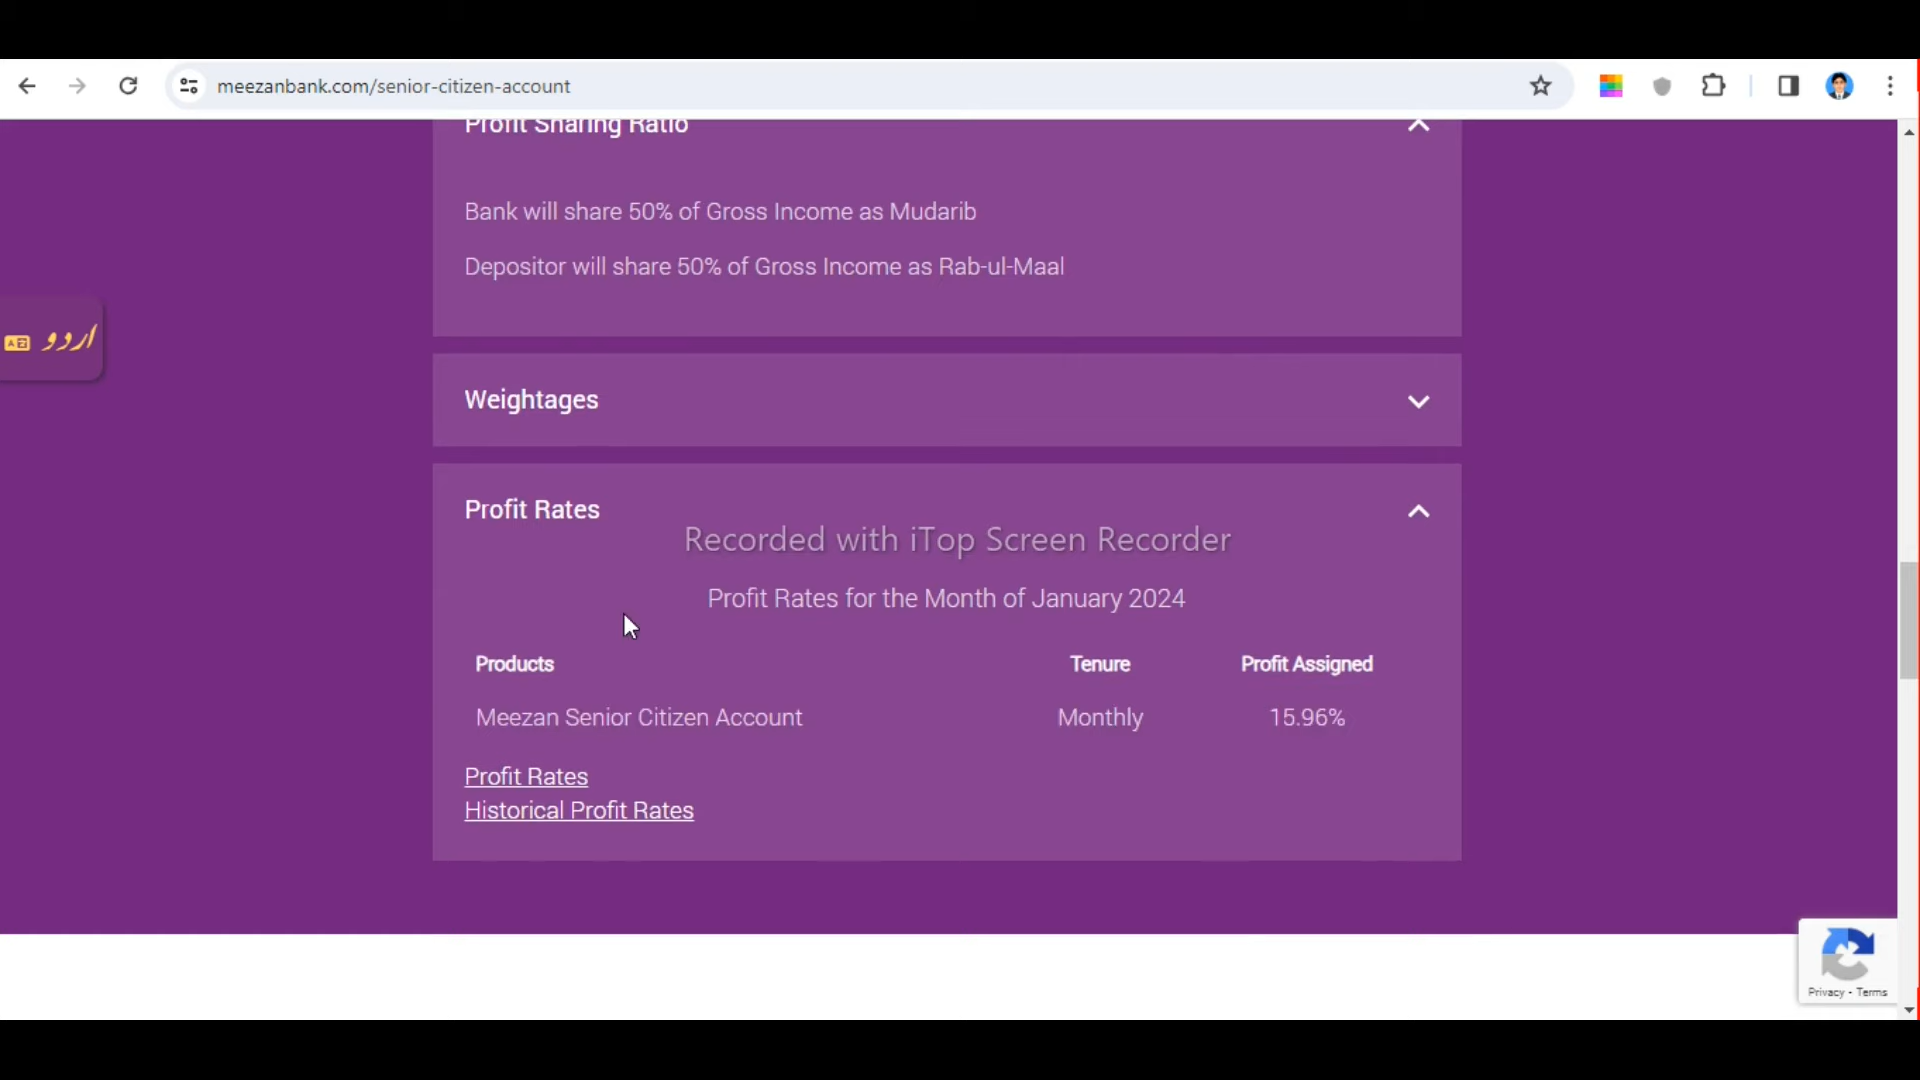 meezanbank.com/senior-citizen-account
Profit Sharing Ratio
Bank will share 50% of Gross Income as Mudarib
Depositor will share 50% of Gross Income as Rab-ul-Maal
اردو
Weightages
Profit Rates
Recorded with iTop Screen Recorder
Profit Rates for the Month of January 2024
Products Tenure Profit Assigned
Meezan Senior Citizen Account Monthly 15.96%
Profit Rates
Historical Profit Rates
Privacy - Terms